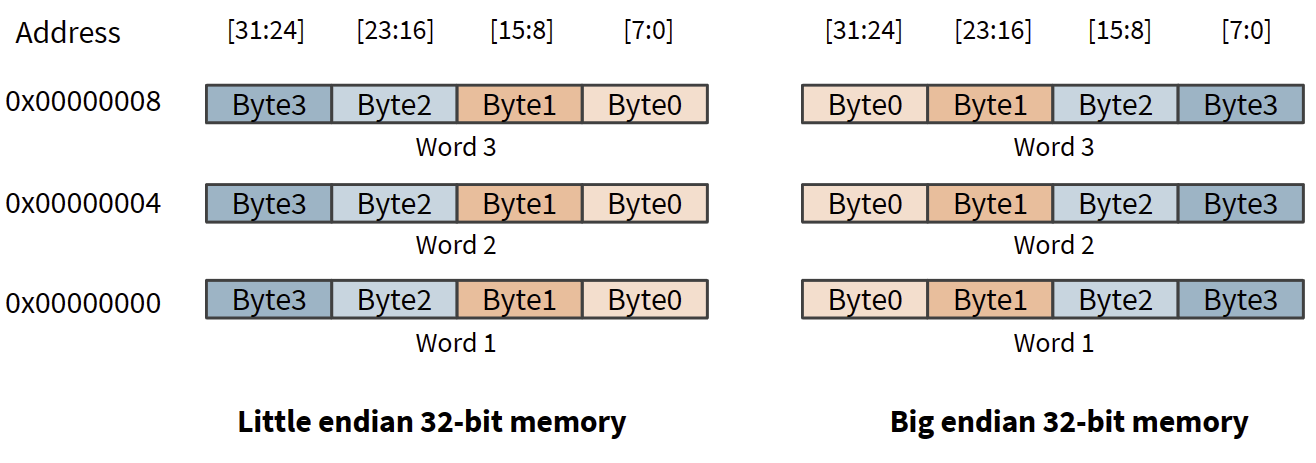 Address [31:24] [23:16] [15:8] [7:0] [31:24] [23:16] [15:8] [7:0]
0x00000008 Byte3 Byte2 Byte1 Byte0 Byte0 Byte1 Byte2 Byte3
Word 3 Word 3
0x00000004 Byte3 Byte2 Byte1 Byte0 Byte0 Byte1 Byte2 Byte3
Word 2 Word 2
0x00000000 Byte3 Byte2 Byte1 Byte0 Byte0 Byte1 Byte2 Byte3
Word 1 Word 1
Little endian 32-bit memory Big endian 32-bit memory